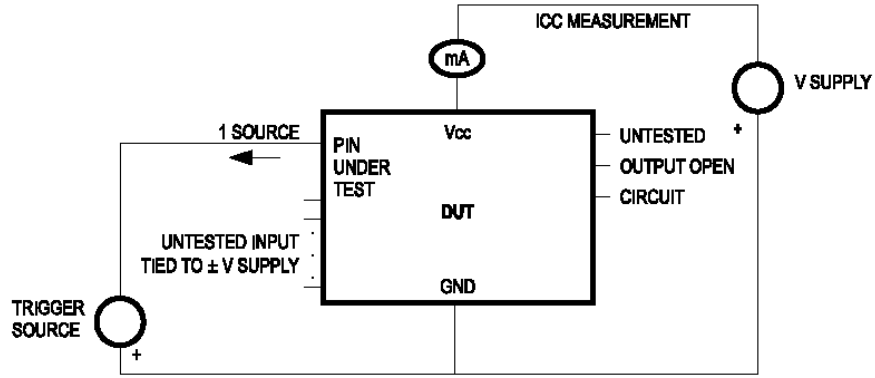 ICC MEASUREMENT
mA
V SUPPLY
+
1 SOURCE
Vcc
PIN
UNDER
TEST
UNTESTED
OUTPUT OPEN
CIRCUIT
DUT
UNTESTED INPUT
TIED TO ± V SUPPLY
GND
TRIGGER
SOURCE
+